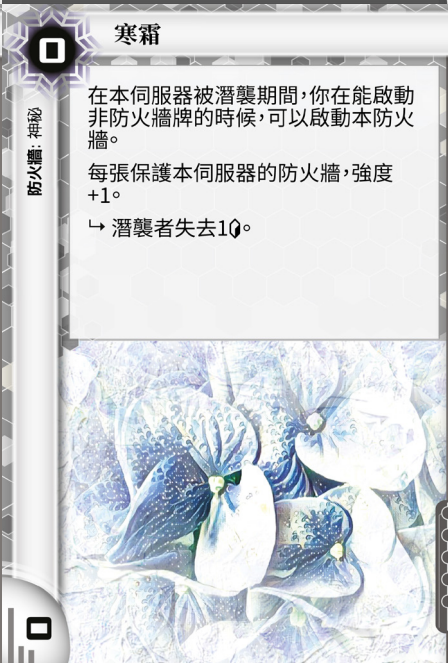 0
寒霜
防火牆: 神秘
在本伺服器被潛襲期間，你在能啟動
非防火牆牌的時候，可以啟動本防火
牆。
每張保護本伺服器的防火牆，強度
+1。
↳ 潛襲者失去1。
0